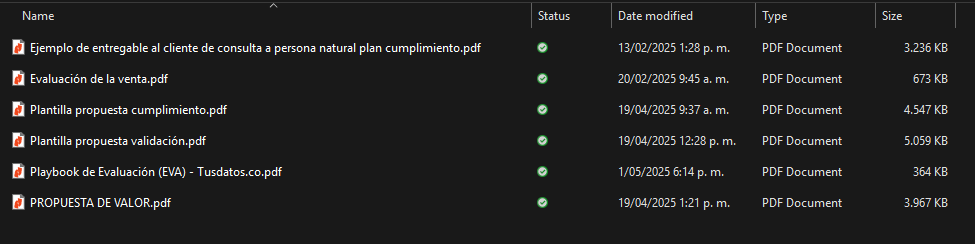 Name Status Date modified Type Size
Ejemplo de entregable al cliente de consulta a persona natural plan cumplimiento.pdf 13/02/2025 1:28 p. m. PDF Document 3.236 KB
Evaluación de la venta.pdf 20/02/2025 9:45 a. m. PDF Document 673 KB
Plantilla propuesta cumplimiento.pdf 19/04/2025 9:37 a. m. PDF Document 4.547 KB
Plantilla propuesta validación.pdf 19/04/2025 12:28 p. m. PDF Document 5.059 KB
Playbook de Evaluación (EVA) - Tusdatos.co.pdf 1/05/2025 6:14 p. m. PDF Document 364 KB
PROPUESTA DE VALOR.pdf 19/04/2025 1:21 p. m. PDF Document 3.967 KB